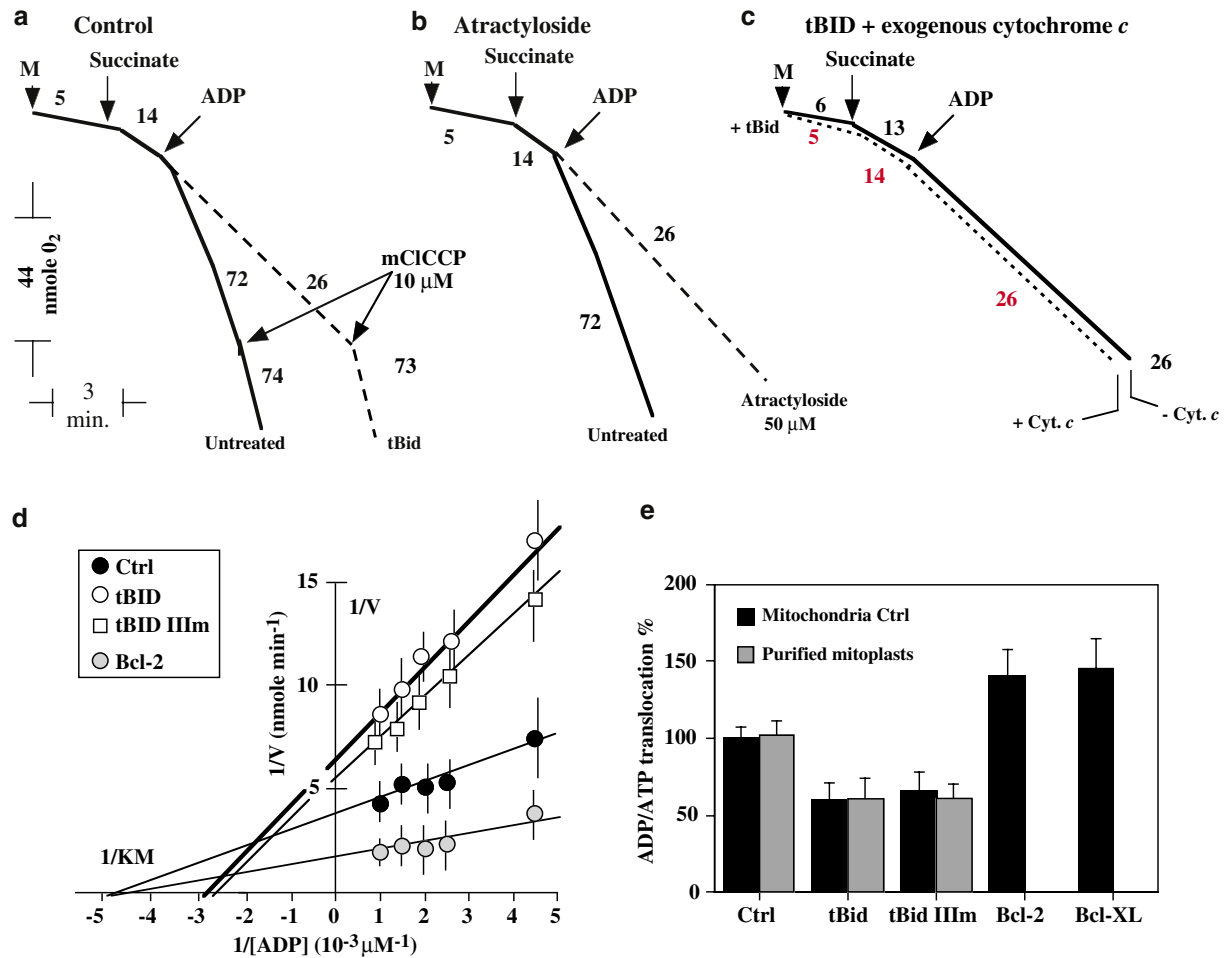 a
Control
M
5
Succinate
14
ADP
44
nmole 0₂
72
26
mClCCP
10 µM
74
73
3
min.
Untreated
tBid
b
Atractyloside
M
Succinate
ADP
5
14
26
72
Atractyloside
50 µM
Untreated
c
tBID + exogenous cytochrome c
Succinate
M
ADP
6
13
+ tBid
5
14
26
26
+ Cyt. c
- Cyt. c
d
Ctrl
tBID
tBID IIIm
Bcl-2
15
1/V
10
5
1/V (nmole min⁻¹)
1/KM
-5 -4 -3 -2 -1 0 1 2 3 4 5
1/[ADP] (10⁻³ µM⁻¹)
e
200
150
100
50
0
ADP/ATP translocation %
Mitochondria Ctrl
Purified mitoplasts
Ctrl tBid tBid IIIm Bcl-2 Bcl-XL